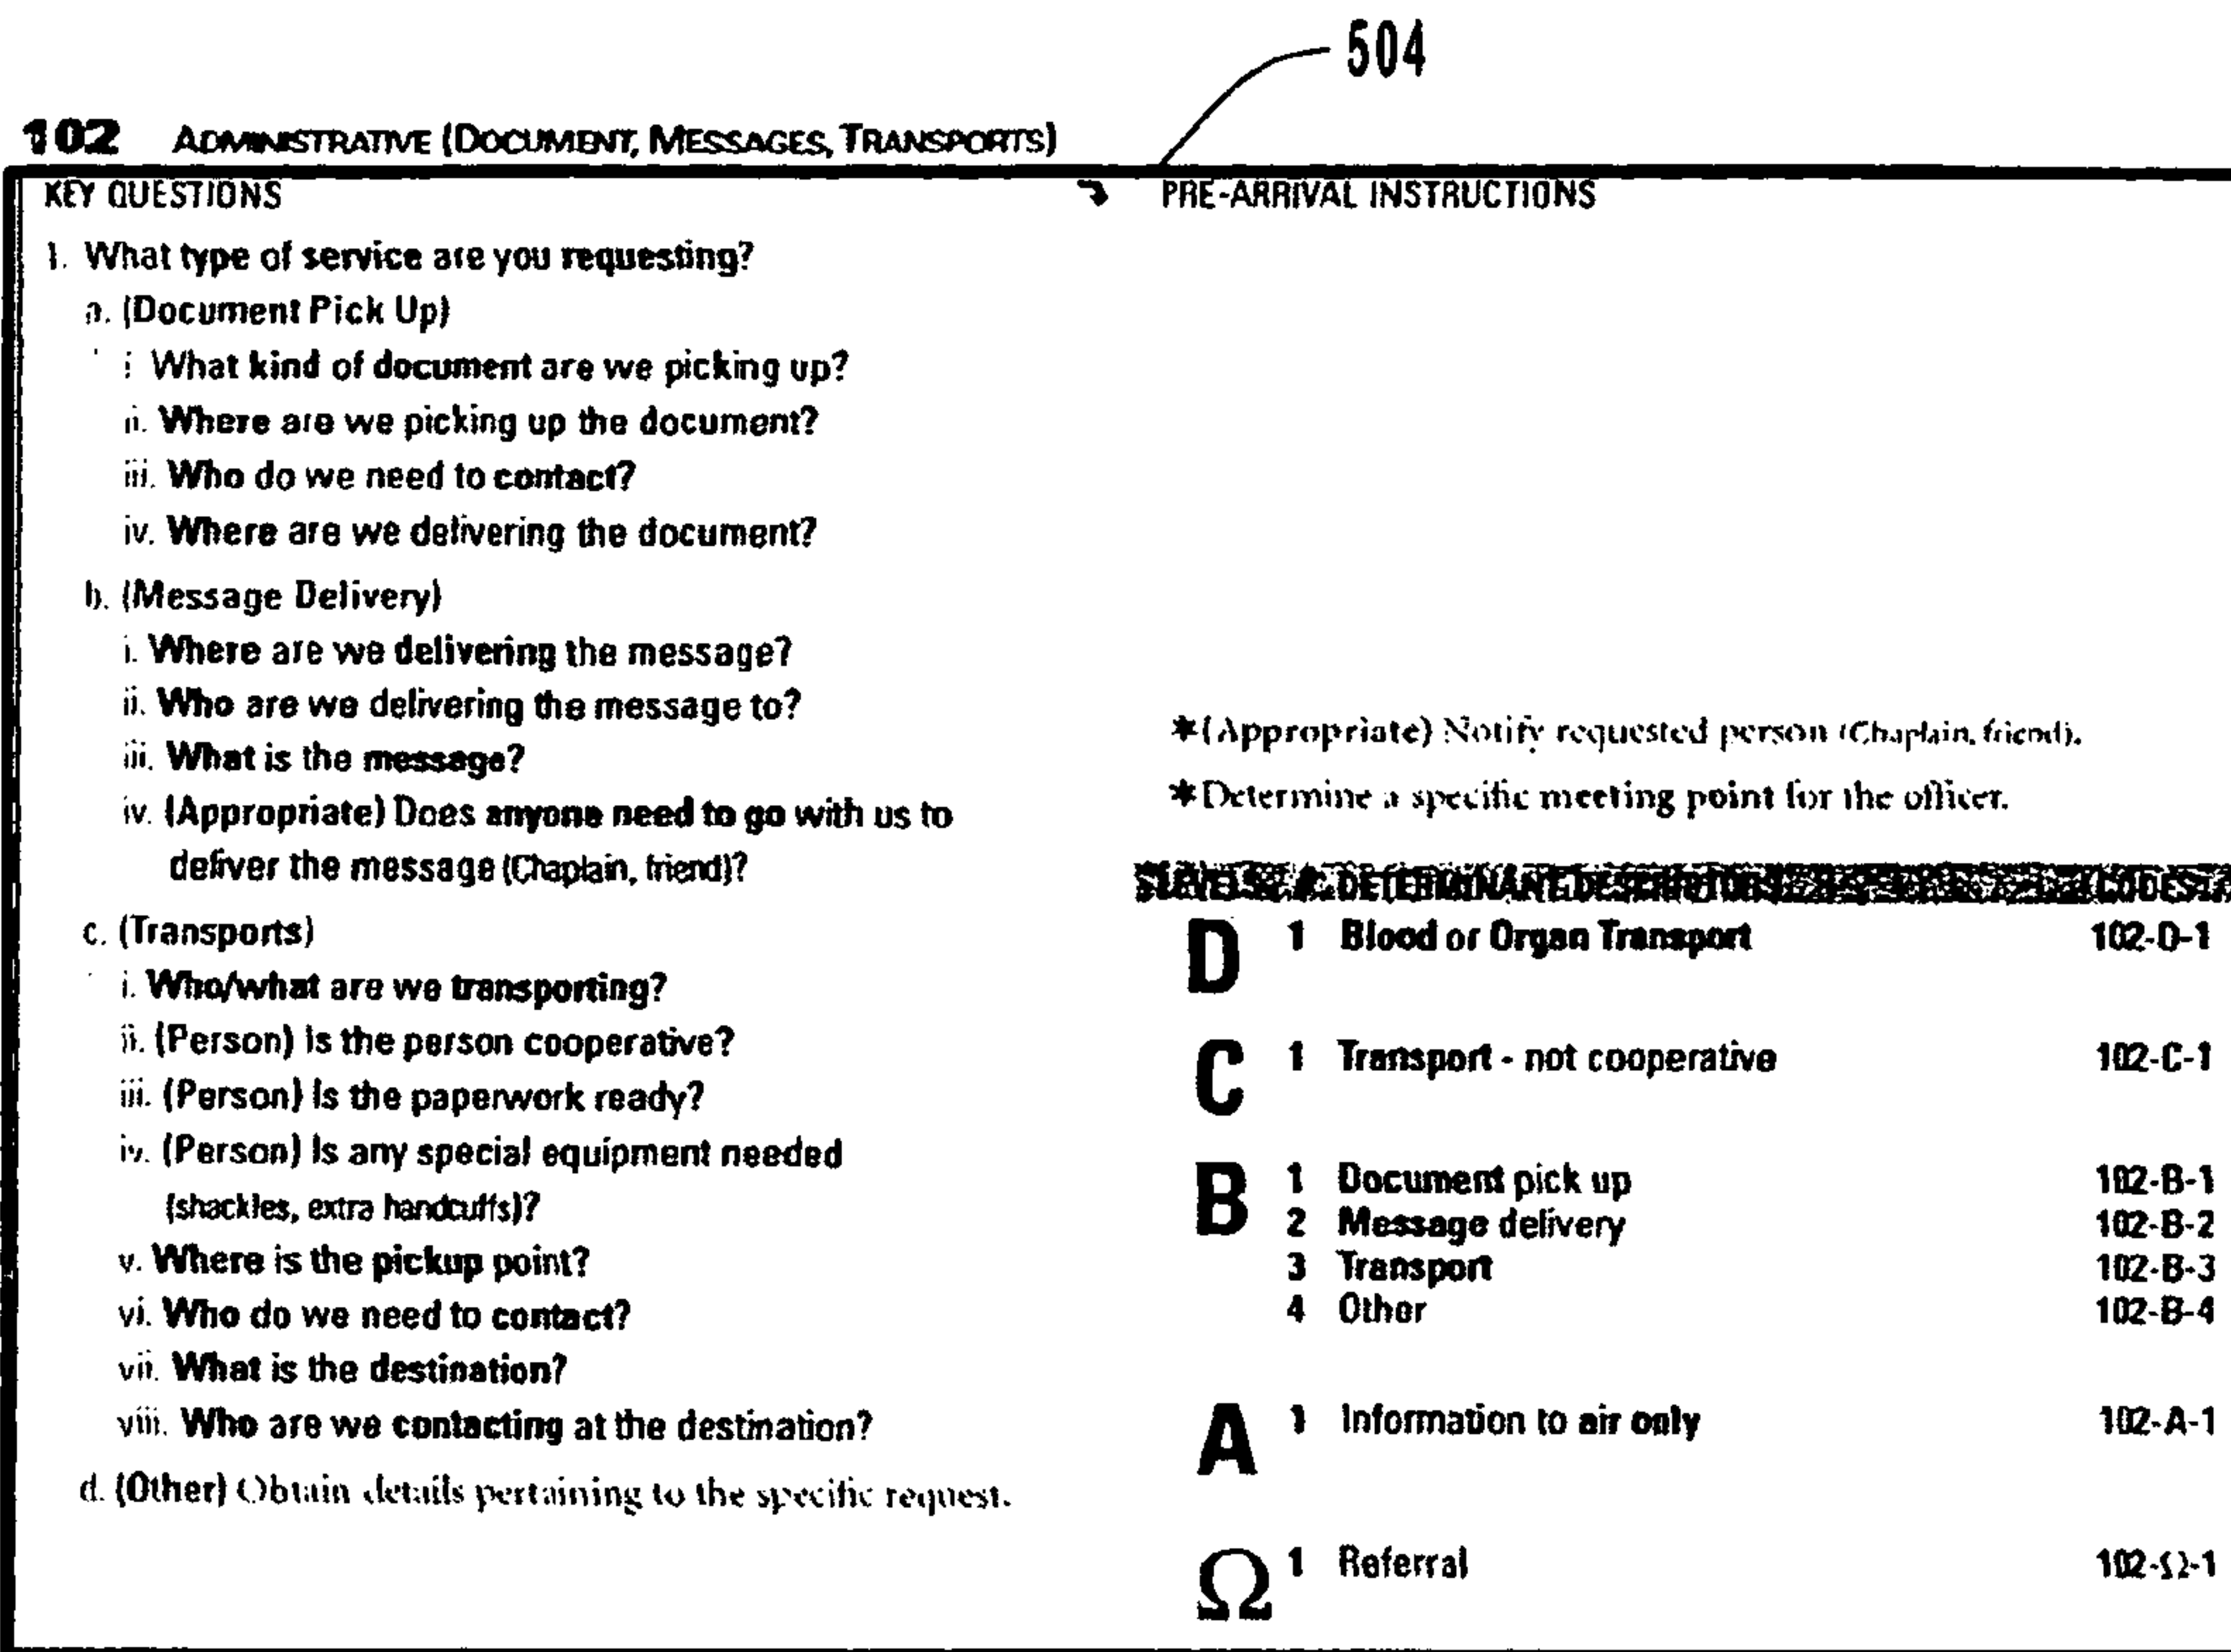 504
102 ADMINISTRATIVE (DOCUMENT, MESSAGES, TRANSPORTS)
KEY QUESTIONS
1. What type of service are you requesting?
a. (Document Pick Up)
i What kind of document are we picking up?
ii. Where are we picking up the document?
iii. Who do we need to contact?
iv. Where are we delivering the document?
b. (Message Delivery)
i. Where are we delivering the message?
ii. Who are we delivering the message to?
iii. What is the message?
iv. (Appropriate) Does anyone need to go with us to
deliver the message (Chaplain, friend)?
c. (Transports)
i. Who/what are we transporting?
ii. (Person) Is the person cooperative?
iii. (Person) Is the paperwork ready?
iv. (Person) Is any special equipment needed
(shackles, extra handcuffs)?
v. Where is the pickup point?
vi. Who do we need to contact?
vii. What is the destination?
viii. Who are we contacting at the destination?
d. (Other) Obtain details pertaining to the specific request.
PRE-ARRIVAL INSTRUCTIONS
*(Appropriate) Notify requested person (Chaplain, friend).
*Determine a specific meeting point for the officer.
LEVELS # DETERMINANT DESCRIPTORS CODES
D 1 Blood or Organ Transport 102-D-1
C 1 Transport - not cooperative 102-C-1
B 1 Document pick up 102-B-1
2 Message delivery 102-B-2
3 Transport 102-B-3
4 Other 102-B-4
A 1 Information to air only 102-A-1
Ω 1 Referral 102-Ω-1